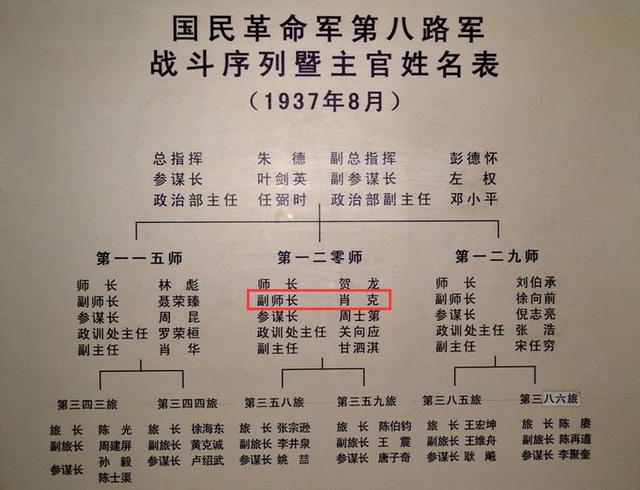 国民革命军第八路军
战斗序列暨主官姓名表
（1937年8月）
总指挥 朱 德 副总指挥 彭德怀
参谋长 叶剑英 副参谋长 左 权
政治部主任 任弼时 政治部副主任 邓小平
第一一五师 第一二零师 第一二九师
师 长 林 彪 师 长 贺 龙 师 长 刘伯承
副师长 聂荣臻 副师长 肖 克 副师长 徐向前
参谋长 周 昆 参谋长 周士第 参谋长 倪志亮
政训处主任 罗荣桓 政训处主任 关向应 政训处主任 张 浩
副主任 肖 华 副主任 甘泗淇 副主任 宋任穷
第三四三旅 第三四四旅 第三五八旅 第三五九旅 第三八五旅 第三八六旅
旅 长 陈 光 旅 长 徐海东 旅 长 张宗逊 旅 长 陈伯钧 旅 长 王宏坤 旅 长 陈 赓
副旅长 周建屏 副旅长 黄克诚 副旅长 李井泉 副旅长 王 震 副旅长 王维舟 副旅长 陈再道
参谋长 孙 毅 参谋长 卢绍武 参谋长 姚 喆 参谋长 唐子奇 参谋长 耿 飚 参谋长 李聚奎
陈士渠